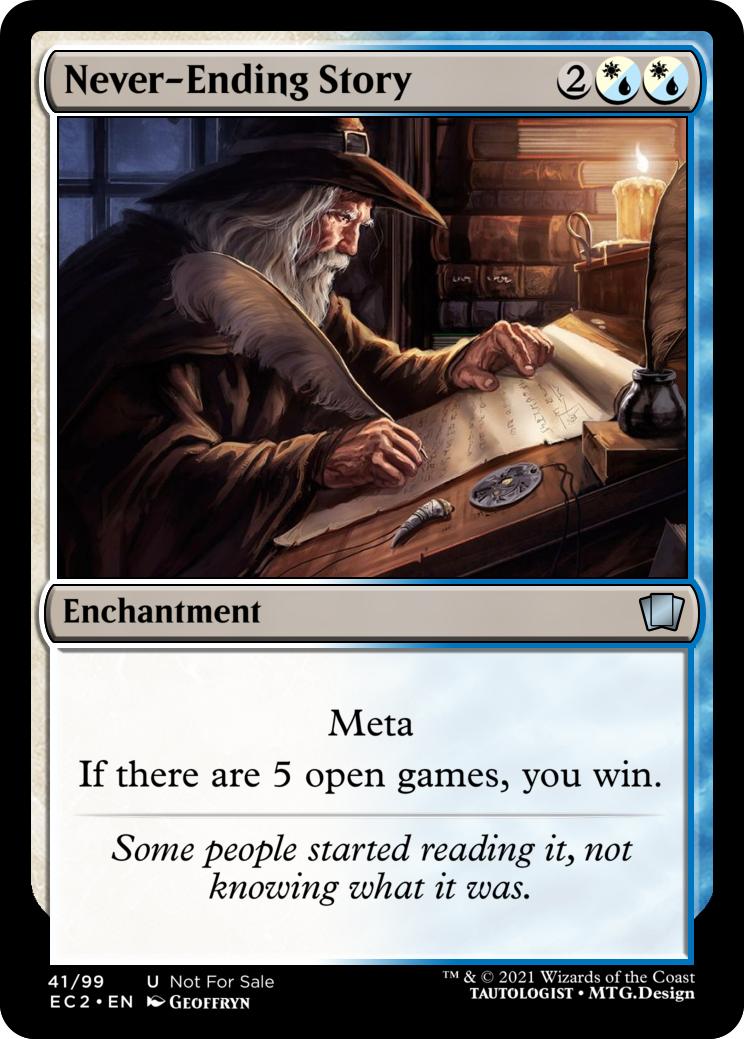 Never-Ending Story 2
Enchantment
Meta
If there are 5 open games, you win.
Some people started reading it, not
knowing what it was.
41/99 U Not For Sale
EC2 • EN GEOFFRYN
™ & © 2021 Wizards of the Coast
TAUTOLOGIST • MTG.Design